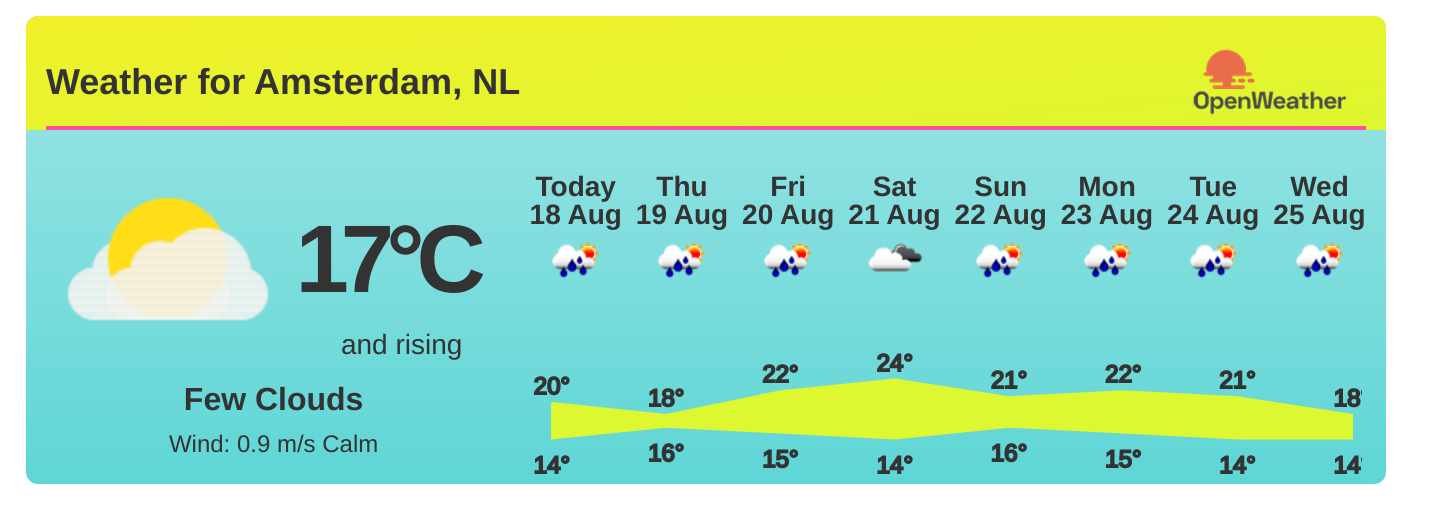 Weather for Amsterdam, NL
OpenWeather
17°C
and rising
Few Clouds
Wind: 0.9 m/s Calm
Today Thu Fri Sat Sun Mon Tue Wed
18 Aug 19 Aug 20 Aug 21 Aug 22 Aug 23 Aug 24 Aug 25 Aug
20° 18° 22° 24° 21° 22° 21° 18°
14° 16° 15° 14° 16° 15° 14° 14°